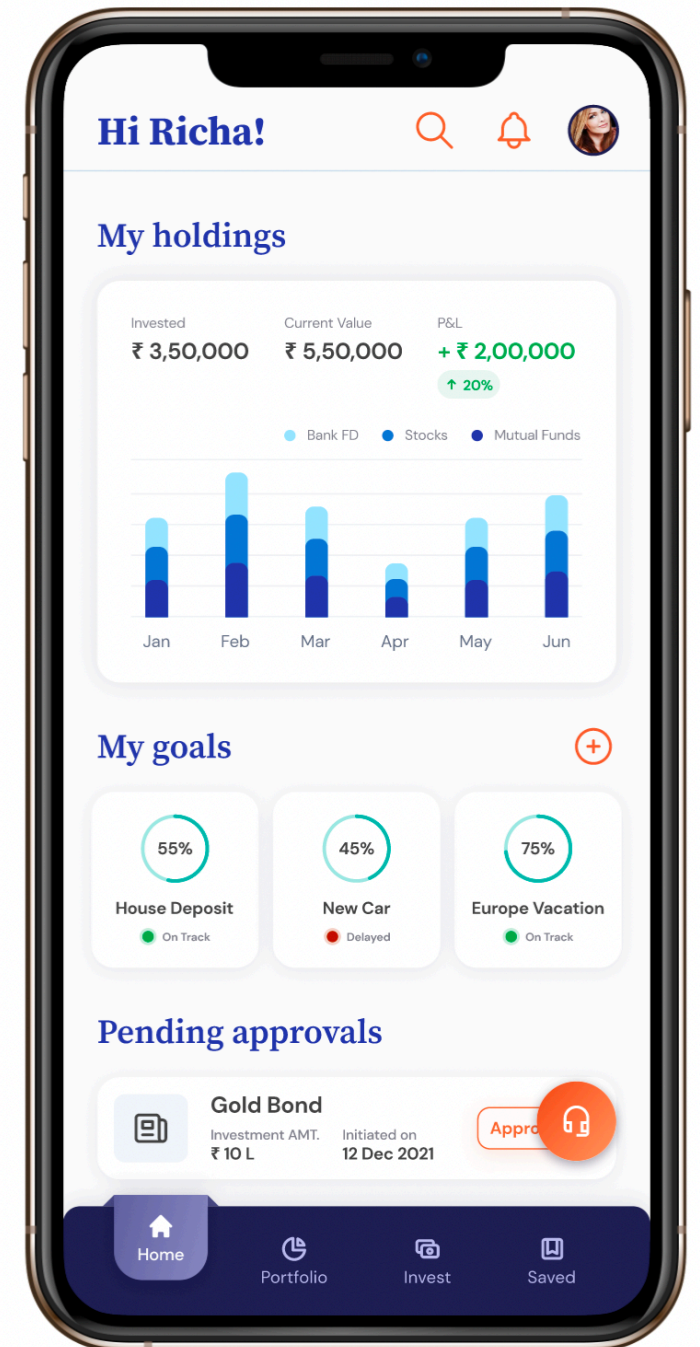 Hi Richa!
My holdings
Invested Current Value P&L
₹ 3,50,000 ₹ 5,50,000 + ₹ 2,00,000
↑ 20%
Bank FD Stocks Mutual Funds
Jan Feb Mar Apr May Jun
My goals
55% 45% 75%
House Deposit New Car Europe Vacation
On Track Delayed On Track
Pending approvals
Gold Bond
Investment AMT. Initiated on
₹ 10 L 12 Dec 2021
Appro
Home Portfolio Invest Saved